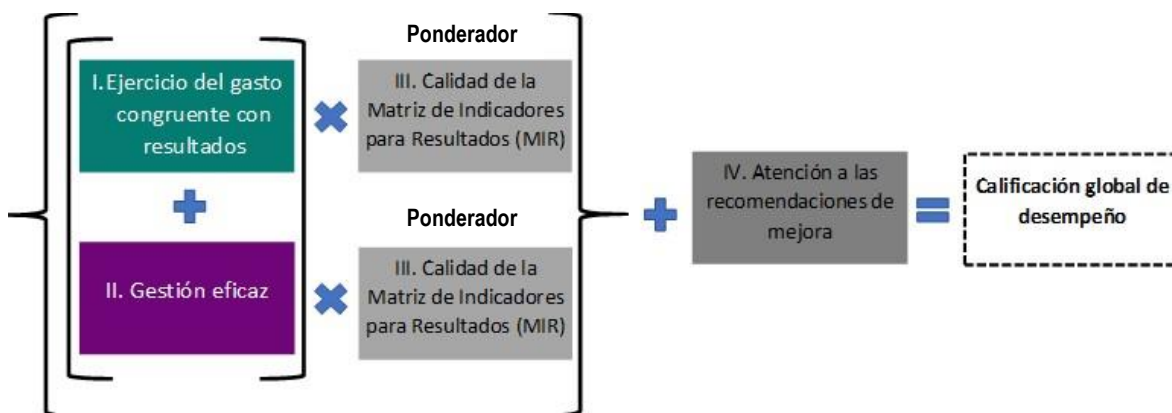 Ponderador
I. Ejercicio del gasto
congruente con
resultados
III. Calidad de la
Matriz de Indicadores
para Resultados (MIR)
Ponderador
II. Gestión eficaz
III. Calidad de la
Matriz de Indicadores
para Resultados (MIR)
IV. Atención a las
recomendaciones de
mejora
Calificación global de
desempeño